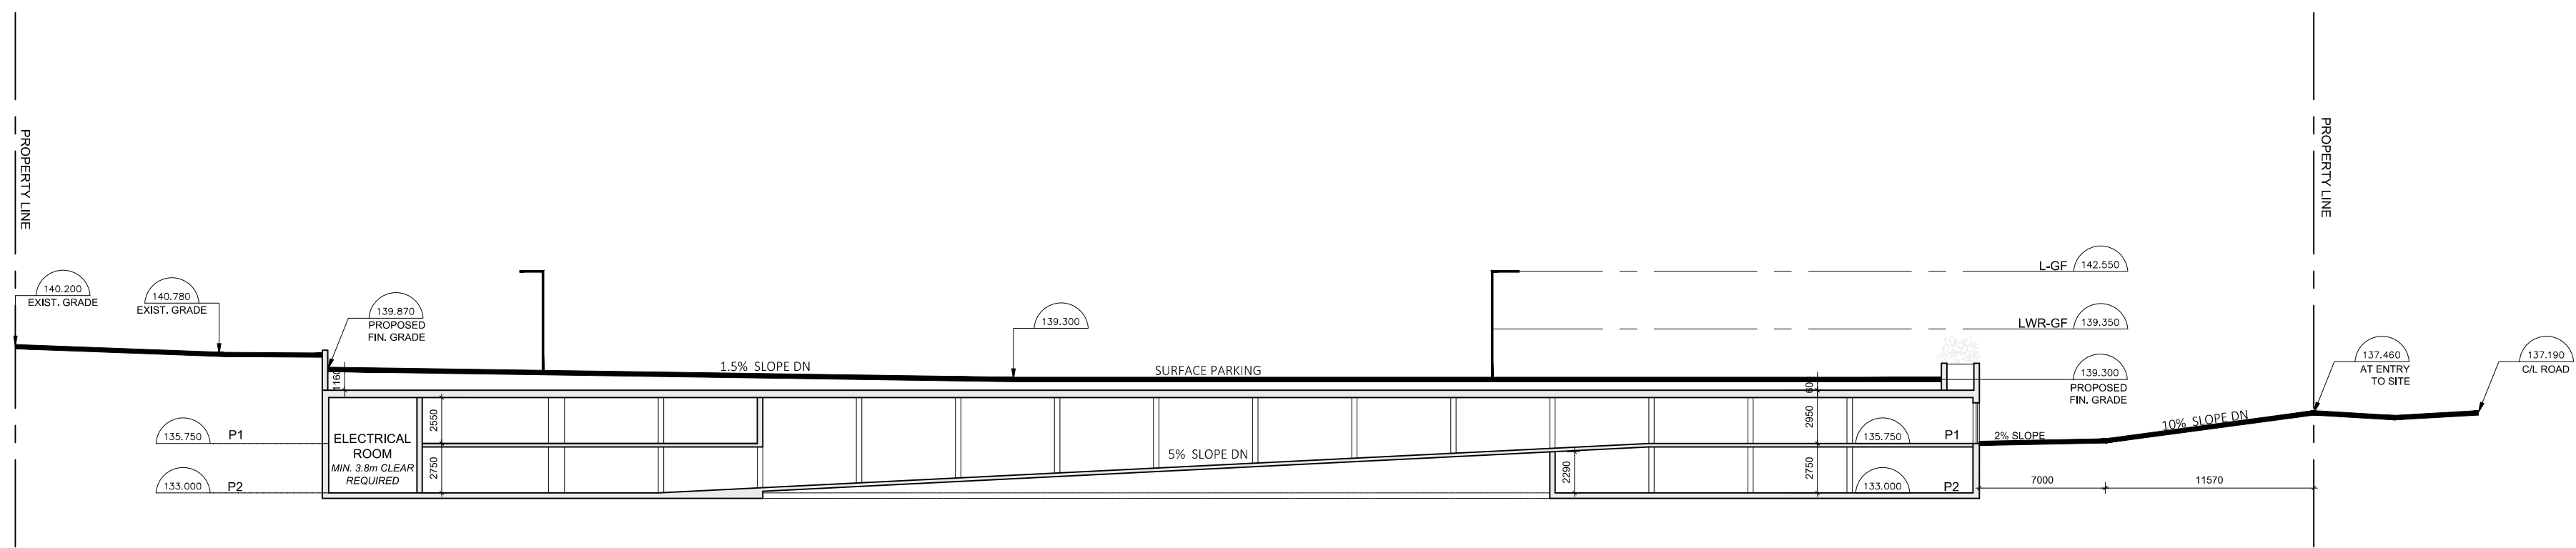 PROPERTY LINE
PROPERTY LINE
140.200
EXIST. GRADE
140.780
EXIST. GRADE
139.870
PROPOSED
FIN. GRADE
139.300
L-GF 142.550
LWR-GF 139.350
137.460
AT ENTRY
TO SITE
137.190
C/L ROAD
139.300
PROPOSED
FIN. GRADE
1160
1.5% SLOPE DN
SURFACE PARKING
10% SLOPE DN
2550
2950
135.750 P1
ELECTRICAL
ROOM
MIN. 3.8m CLEAR
REQUIRED
135.750 P1
2% SLOPE
5% SLOPE DN
2750
2290
2750
133.000 P2
133.000 P2
7000
11570